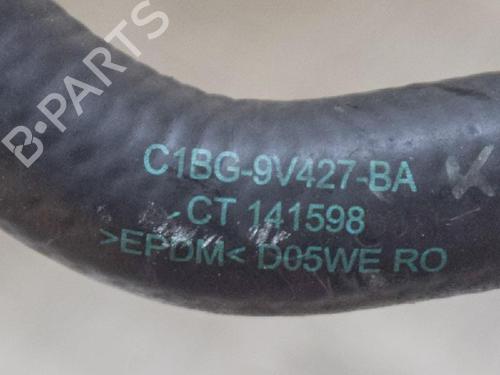 B-PARTS
C1BG-9V427-BA
CT 141598
>EPDM< D05WE RO